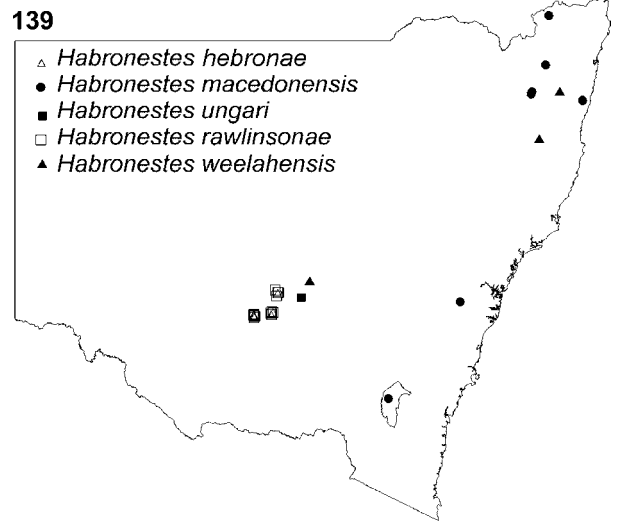 139
Habronestes hebronae
Habronestes macedonensis
Habronestes ungari
Habronestes rawlinsonae
Habronestes weelahensis